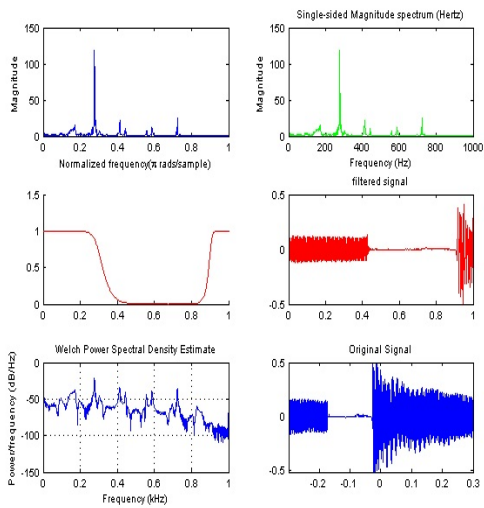 Single-sided Magnitude spectrum (Hertz)
150
100
50
0
Magnitude
0 0.2 0.4 0.6 0.8 1
Normalized frequency(π rads/sample)
150
100
50
0
Magnitude
0 200 400 600 800 1000
Frequency (Hz)
1.5
1
0.5
0
0 0.2 0.4 0.6 0.8 1
filtered signal
0.5
0
-0.5
0 0.2 0.4 0.6 0.8 1
Welch Power Spectral Density Estimate
0
-50
-100
-150
Power/frequency (dB/Hz)
0 0.2 0.4 0.6 0.8 1
Frequency (kHz)
Original Signal
0.5
0
-0.5
-0.2 -0.1 0 0.1 0.2 0.3